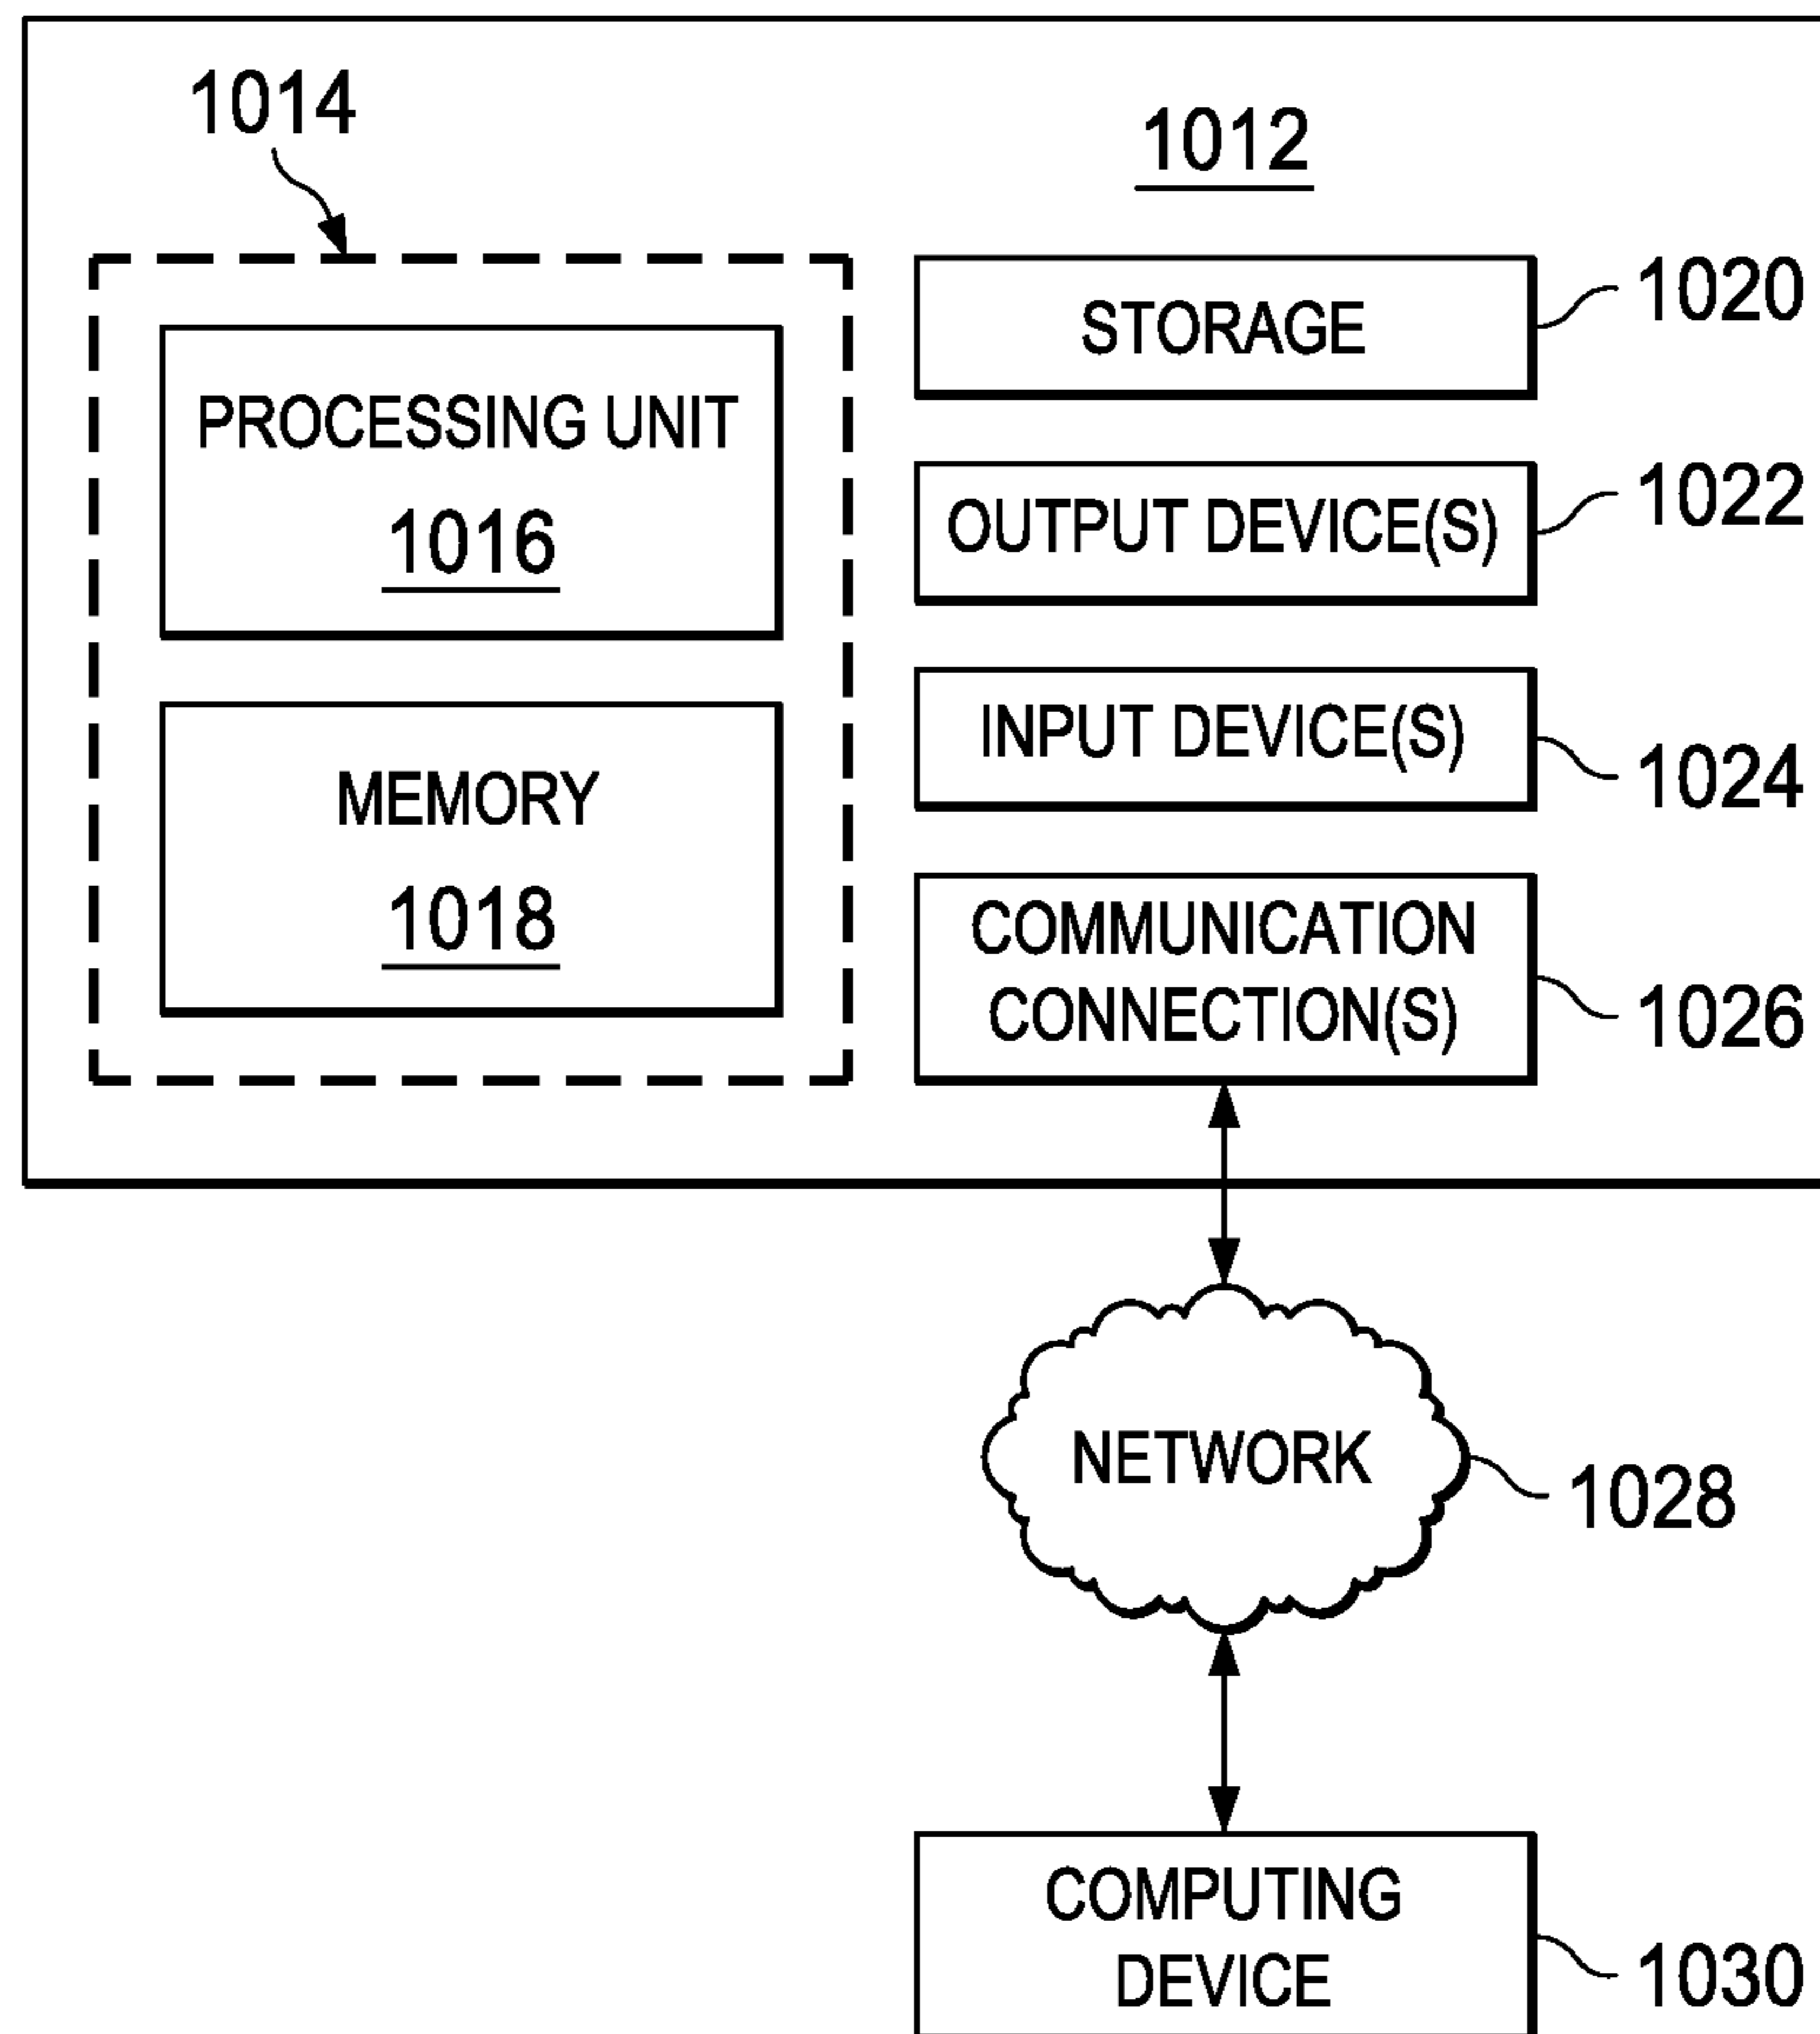 1014
1012
PROCESSING UNIT
1016
MEMORY
1018
STORAGE
1020
OUTPUT DEVICE(S)
1022
INPUT DEVICE(S)
1024
COMMUNICATION
CONNECTION(S)
1026
NETWORK
1028
COMPUTING
DEVICE
1030